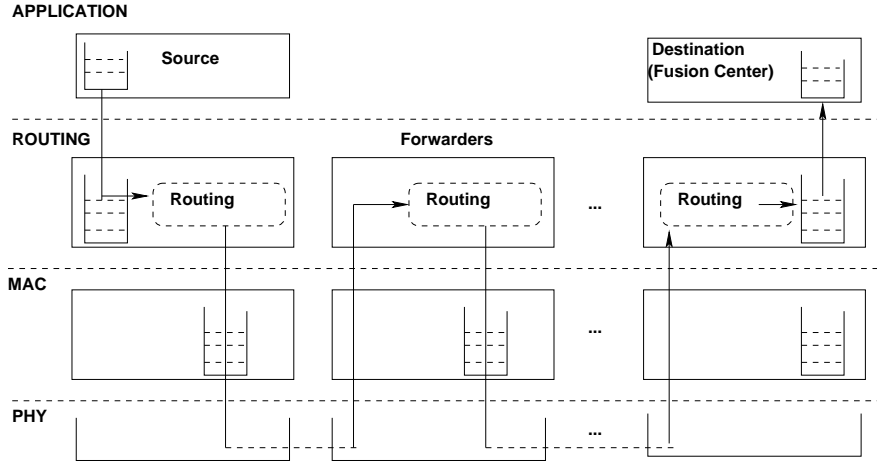 APPLICATION
Source
Destination
(Fusion Center)
ROUTING
Forwarders
Routing
Routing
...
Routing
MAC
...
PHY
...